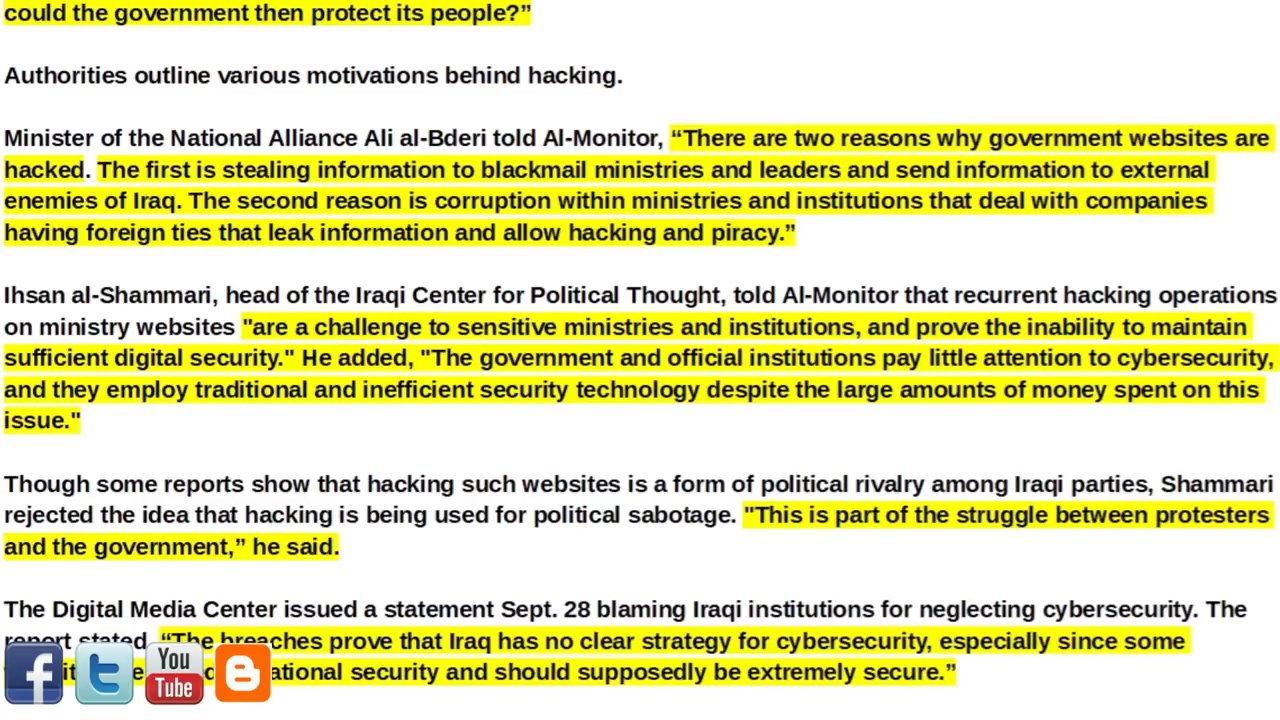 could the government then protect its people?”
Authorities outline various motivations behind hacking.
Minister of the National Alliance Ali al-Bderi told Al-Monitor, “There are two reasons why government websites are
hacked. The first is stealing information to blackmail ministries and leaders and send information to external
enemies of Iraq. The second reason is corruption within ministries and institutions that deal with companies
having foreign ties that leak information and allow hacking and piracy.”
Ihsan al-Shammari, head of the Iraqi Center for Political Thought, told Al-Monitor that recurrent hacking operations
on ministry websites "are a challenge to sensitive ministries and institutions, and prove the inability to maintain
sufficient digital security." He added, "The government and official institutions pay little attention to cybersecurity,
and they employ traditional and inefficient security technology despite the large amounts of money spent on this
issue."
Though some reports show that hacking such websites is a form of political rivalry among Iraqi parties, Shammari
rejected the idea that hacking is being used for political sabotage. "This is part of the struggle between protesters
and the government,” he said.
The Digital Media Center issued a statement Sept. 28 blaming Iraqi institutions for neglecting cybersecurity. The
report stated, “The breaches prove that Iraq has no clear strategy for cybersecurity, especially since some
national security and should supposedly be extremely secure.”
You
Tube